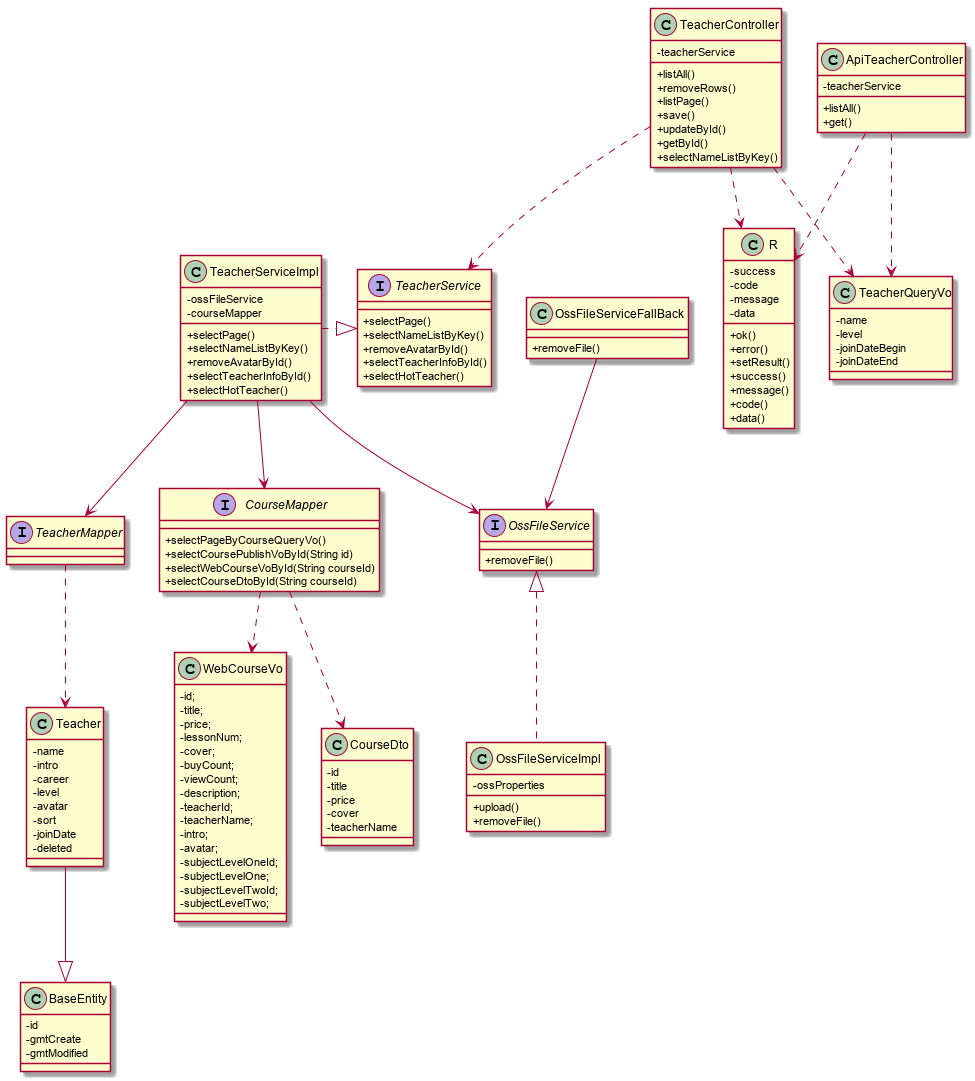 C TeacherController
-teacherService
+listAll()
+removeRows()
+listPage()
+save()
+updateById()
+getById()
+selectNameListByKey()
C ApiTeacherController
-teacherService
+listAll()
+get()
C R
-success
-code
-message
-data
+ok()
+error()
+setResult()
+success()
+message()
+code()
+data()
C TeacherServiceImpl
-ossFileService
-courseMapper
+selectPage()
+selectNameListByKey()
+removeAvatarById()
+selectTeacherInfoById()
+selectHotTeacher()
I TeacherService
+selectPage()
+selectNameListByKey()
+removeAvatarById()
+selectTeacherInfoById()
+selectHotTeacher()
C OssFileServiceFallBack
+removeFile()
C TeacherQueryVo
-name
-level
-joinDateBegin
-joinDateEnd
I TeacherMapper
I CourseMapper
+selectPageByCourseQueryVo()
+selectCoursePublishVoById(String id)
+selectWebCourseVoById(String courseId)
+selectCourseDtoById(String courseId)
I OssFileService
+removeFile()
C WebCourseVo
-id;
-title;
-price;
-lessonNum;
-cover;
-buyCount;
-viewCount;
-description;
-teacherId;
-teacherName;
-intro;
-avatar;
-subjectLevelOneId;
-subjectLevelOne;
-subjectLevelTwoId;
-subjectLevelTwo;
C Teacher
-name
-intro
-career
-level
-avatar
-sort
-joinDate
-deleted
C CourseDto
-id
-title
-price
-cover
-teacherName
C OssFileServiceImpl
-ossProperties
+upload()
+removeFile()
C BaseEntity
-id
-gmtCreate
-gmtModified